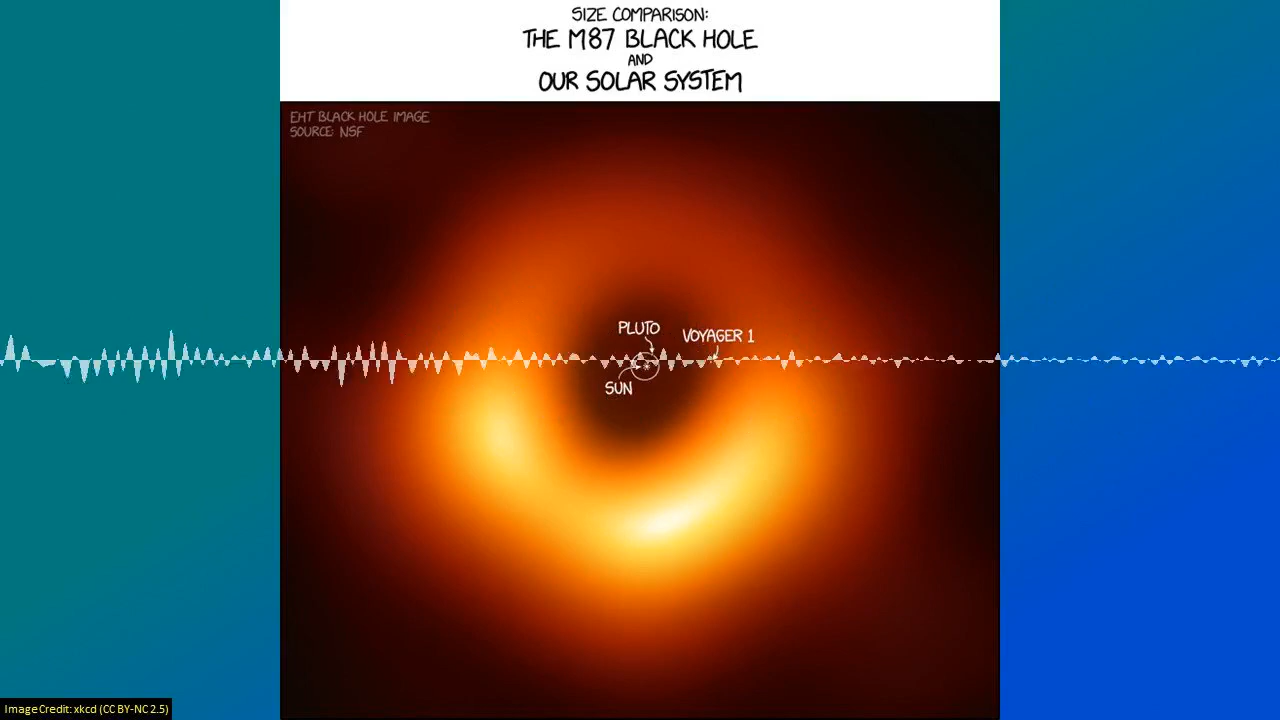 SIZE COMPARISON:
THE M87 BLACK HOLE
AND
OUR SOLAR SYSTEM
EHT BLACK HOLE IMAGE
SOURCE: NSF
PLUTO
VOYAGER 1
SUN
Image Credit: xkcd (CC BY-NC 2.5)